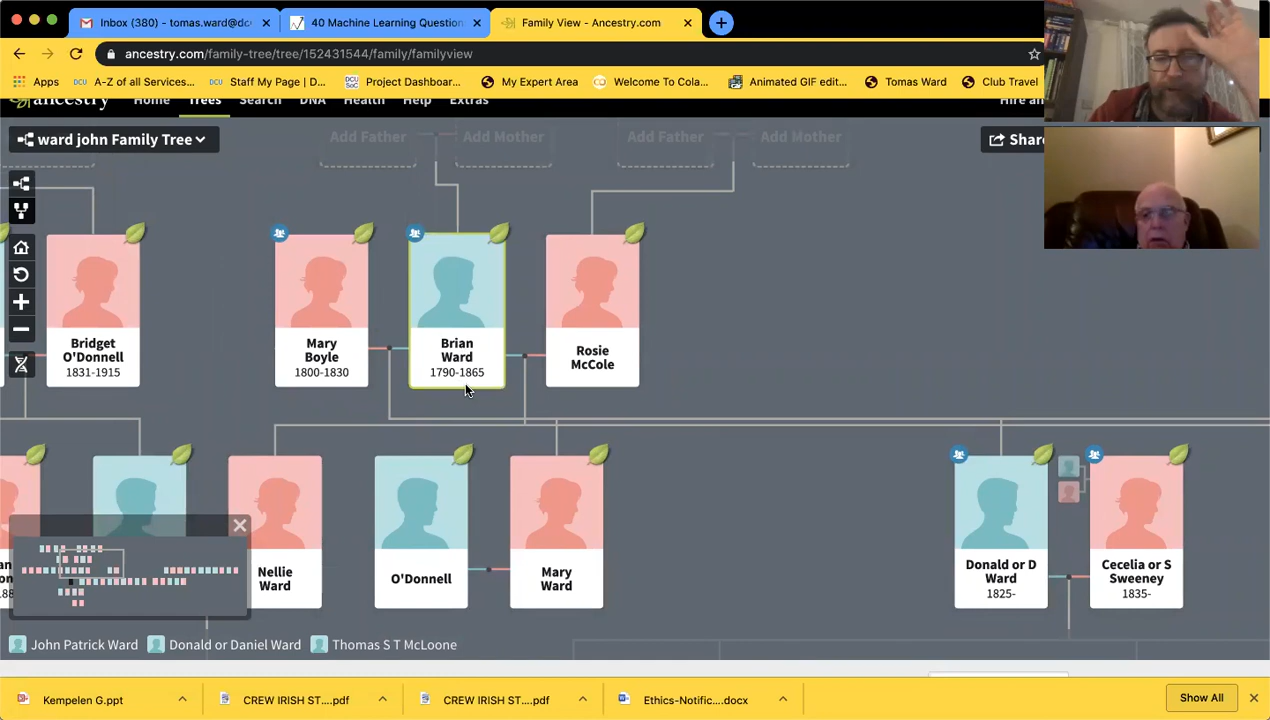 Inbox (380) - tomas.ward@dc
40 Machine Learning Question
Family View - Ancestry.com
ancestry.com/family-tree/tree/152431544/family/familyview
Apps
A-Z of all Services...
Staff My Page | D...
Project Dashboar...
My Expert Area
Welcome To Cola...
Animated GIF edit...
Tomas Ward
Club Travel
ancestry
Home
Trees
Search
DNA
Health
Help
Extras
Hire an
ward john Family Tree
Add Father
Add Mother
Add Father
Add Mother
Share
Bridget
O'Donnell
1831-1915
Mary
Boyle
1800-1830
Brian
Ward
1790-1865
Rosie
McCole
Nellie
Ward
O'Donnell
Mary
Ward
Donald or D
Ward
1825-
Cecelia or S
Sweeney
1835-
John Patrick Ward
Donald or Daniel Ward
Thomas S T McLoone
Kempelen G.ppt
CREW IRISH ST....pdf
CREW IRISH ST....pdf
Ethics-Notific....docx
Show All